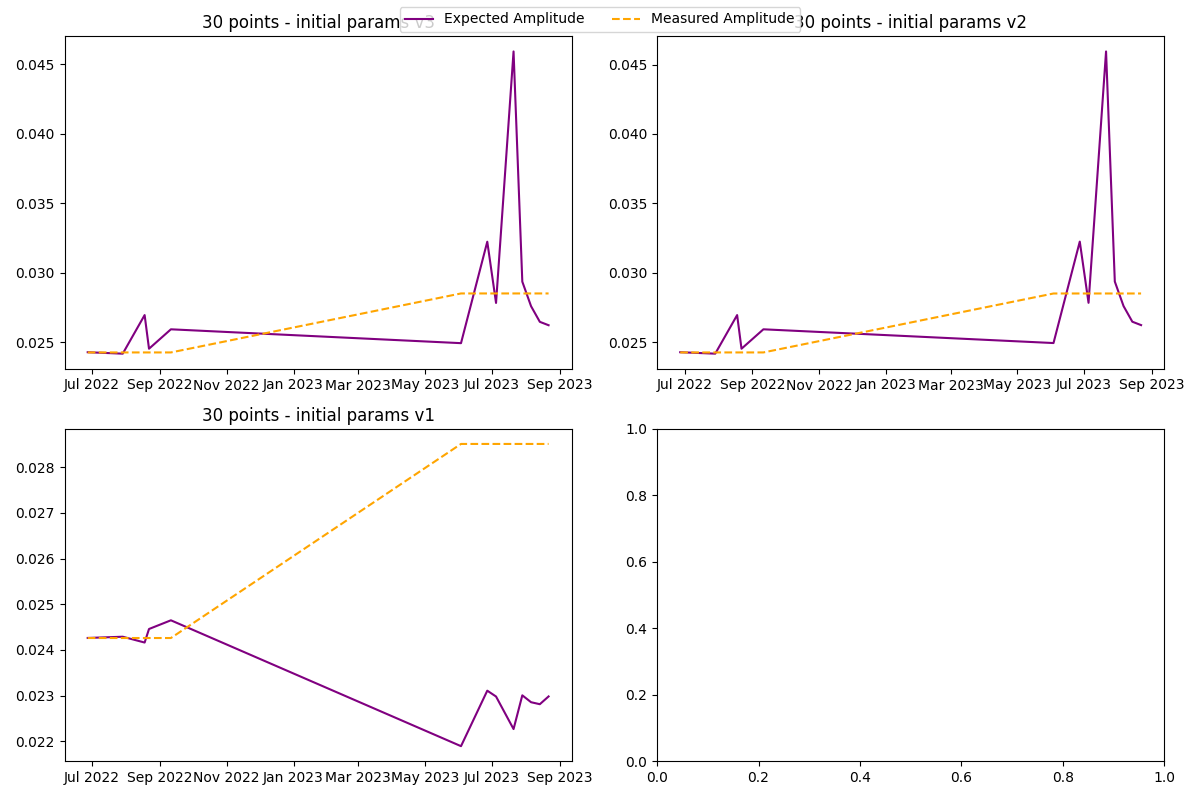 Expected Amplitude Measured Amplitude
30 points - initial params v3
30 points - initial params v2
0.045
0.040
0.035
0.030
0.025
Jul 2022 Sep 2022 Nov 2022 Jan 2023 Mar 2023 May 2023 Jul 2023 Sep 2023
0.045
0.040
0.035
0.030
0.025
Jul 2022 Sep 2022 Nov 2022 Jan 2023 Mar 2023 May 2023 Jul 2023 Sep 2023
30 points - initial params v1
0.028
0.027
0.026
0.025
0.024
0.023
0.022
Jul 2022 Sep 2022 Nov 2022 Jan 2023 Mar 2023 May 2023 Jul 2023 Sep 2023
1.0
0.8
0.6
0.4
0.2
0.0
0.0 0.2 0.4 0.6 0.8 1.0